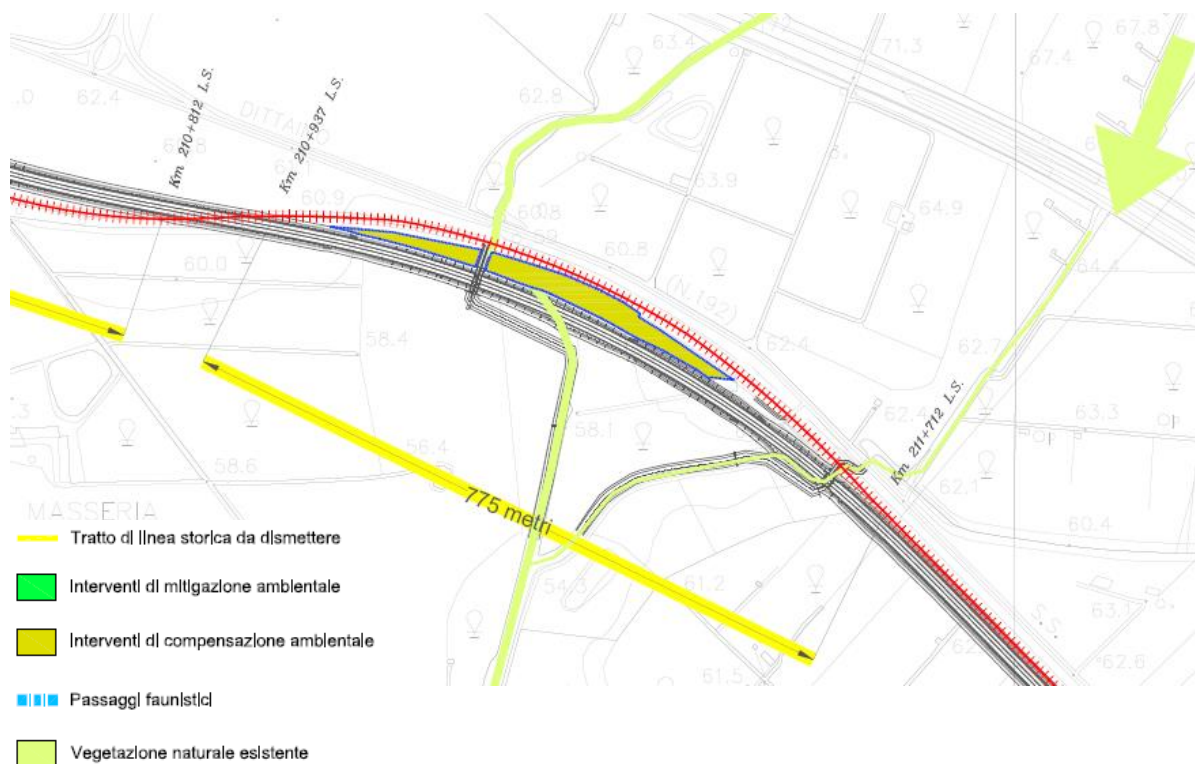 63.4
71.3
67.8
67.4
62.4
62.8
Km 210+812 L.S.
Km 210+937 L.S.
DITTAINO
63.9
64.9
60.9
60.8
60.8
60.0
(N.192)
64.4
62.7
62.4
58.4
58.1
62.4
63.3
Km 211+712 L.S.
56.4
58.6
62.1
775 metri
MASSERIA
60.4
54.3
61.2
63.1
61.5
62.6
Tratto di linea storica da dismettere
Interventi di mitigazione ambientale
Interventi di compensazione ambientale
Passaggi faunistici
Vegetazione naturale esistente